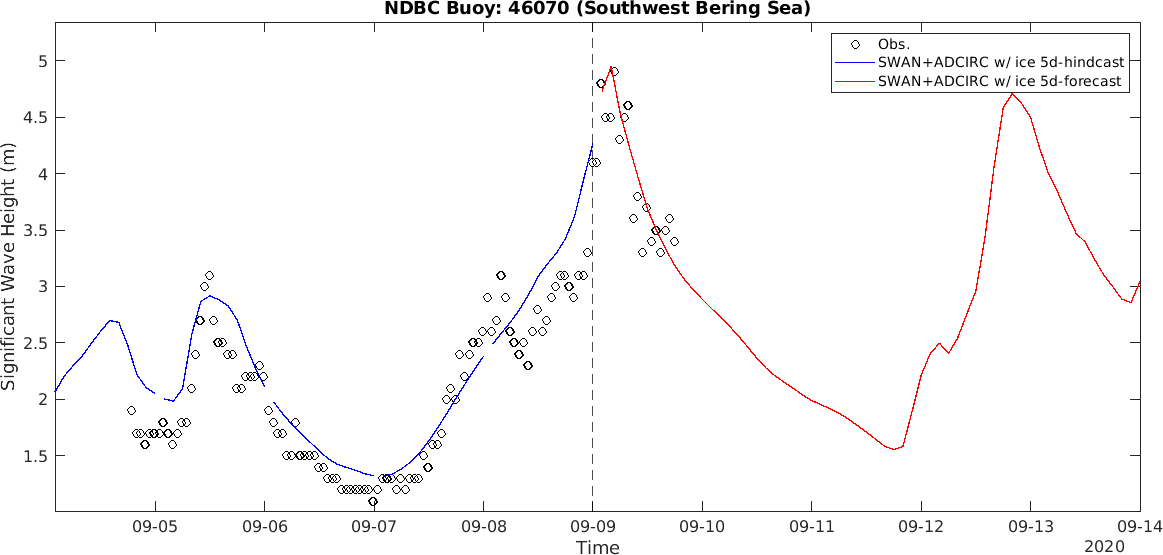 NDBC Buoy: 46070 (Southwest Bering Sea)
Obs.
SWAN+ADCIRC w/ ice 5d-hindcast
SWAN+ADCIRC w/ ice 5d-forecast
Significant Wave Height (m)
5
4.5
4
3.5
3
2.5
2
1.5
09-05 09-06 09-07 09-08 09-09 09-10 09-11 09-12 09-13 09-14
Time
2020